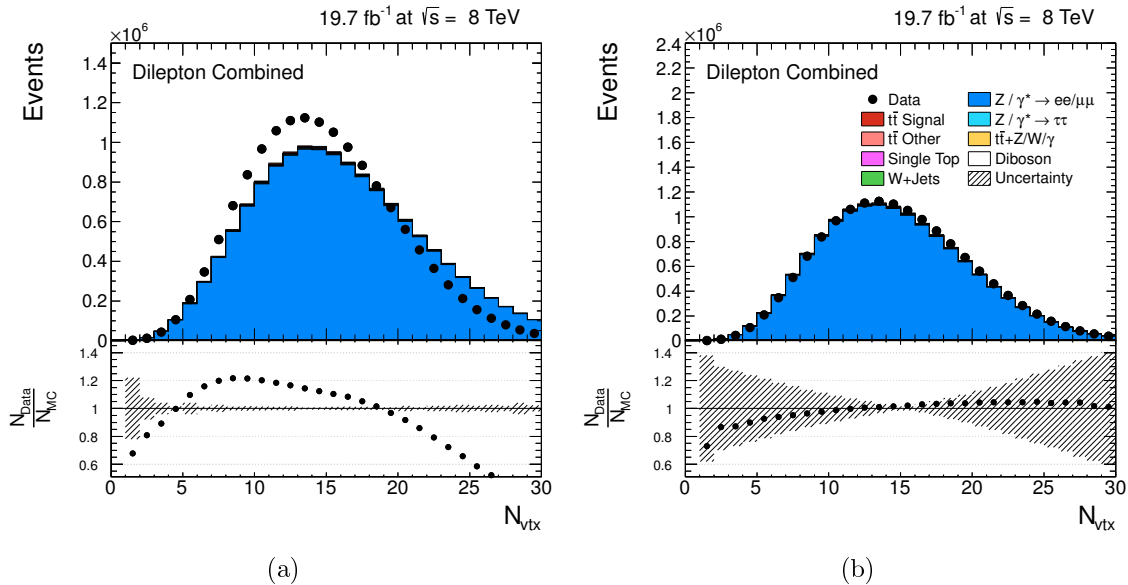 19.7 fb⁻¹ at √s = 8 TeV
×10⁶
Events
Dilepton Combined
1.4
1.2
1
0.8
0.6
0.4
0.2
0
N_Data/N_MC
1.4
1.2
1
0.8
0.6
0 5 10 15 20 25 30
N_vtx
(a)
19.7 fb⁻¹ at √s = 8 TeV
×10⁶
Events
Dilepton Combined
2.4
2.2
2
1.8
1.6
1.4
1.2
1
0.8
0.6
0.4
0.2
0
Data
tt̄ Signal
tt̄ Other
Single Top
W+Jets
Z / γ* → ee/μμ
Z / γ* → ττ
tt̄+Z/W/γ
Diboson
Uncertainty
N_Data/N_MC
1.4
1.2
1
0.8
0.6
0 5 10 15 20 25 30
N_vtx
(b)